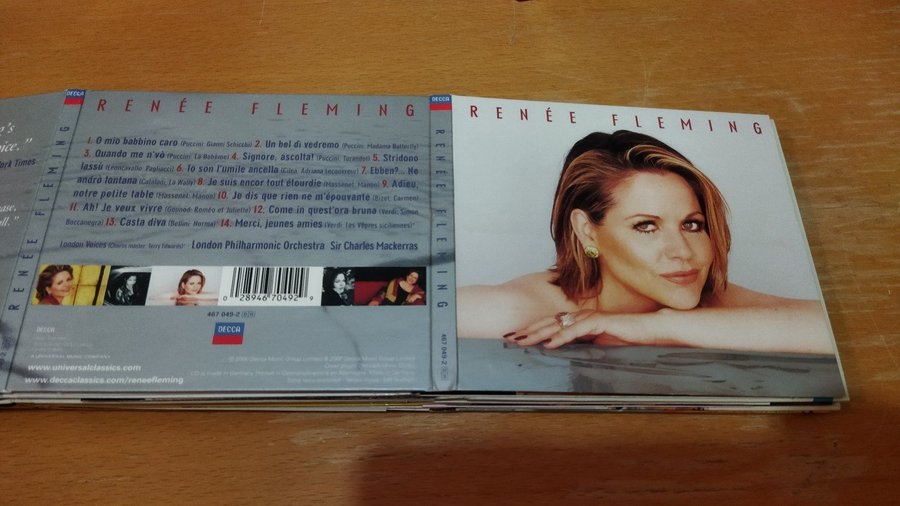 DECCA
RENÉE FLEMING
1. O mio babbino caro (Puccini: Gianni Schicchi) 2. Un bel dì vedremo (Puccini: Madama Butterfly)
3. Quando me n'vò (Puccini: La Bohème) 4. Signore, ascolta! (Puccini: Turandot) 5. Stridono
lassù (Leoncavallo: Pagliacci) 6. Io son l'umile ancella (Cilea: Adriana Lecouvreur) 7. Ebben?... Ne
andrò lontana (Catalani: La Wally) 8. Je suis encor tout étourdie (Massenet: Manon) 9. Adieu,
notre petite table (Massenet: Manon) 10. Je dis que rien ne m'épouvante (Bizet: Carmen)
11. Ah! Je veux vivre (Gounod: Roméo et Juliette) 12. Come in quest'ora bruna (Verdi: Simon
Boccanegra) 13. Casta diva (Bellini: Norma) 14. Merci, jeunes amies (Verdi: Les Vêpres siciliennes)
London Voices (Chorus master: Terry Edwards) London Philharmonic Orchestra Sir Charles Mackerras
0 28946 70492 9
467 049-2
DECCA
DECCA
A UNIVERSAL MUSIC COMPANY
www.universalclassics.com
www.deccaclassics.com/reneefleming
RENÉE FLEMING
DECCA
RENÉE FLEMING
467 049-2
RENÉE FLEMING
ice."
York Times